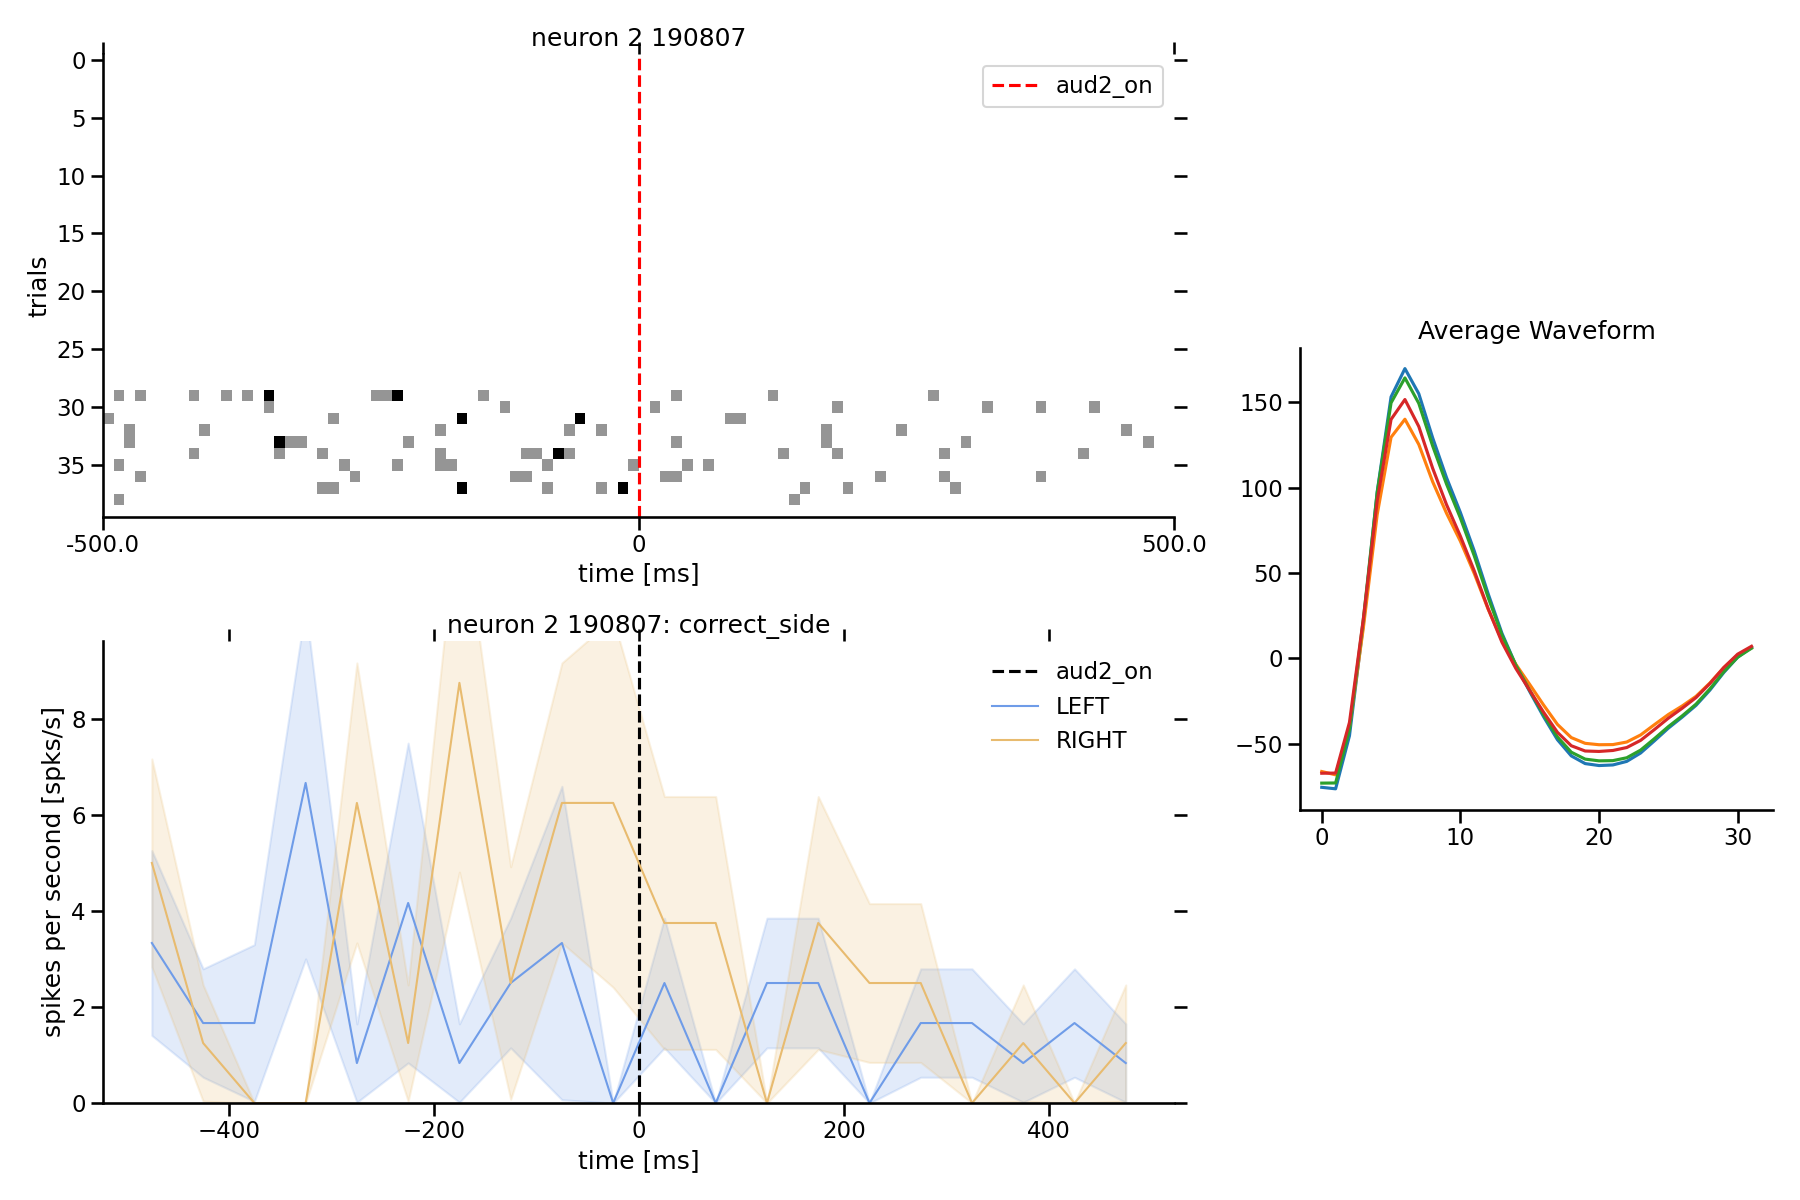 neuron 2 190807
0
5
10
15
20
25
30
35
trials
aud2_on
-500.0
0
500.0
time [ms]
neuron 2 190807: correct_side
aud2_on
LEFT
RIGHT
8
6
4
2
0
spikes per second [spks/s]
−400
−200
0
200
400
time [ms]
Average Waveform
150
100
50
0
−50
0
10
20
30